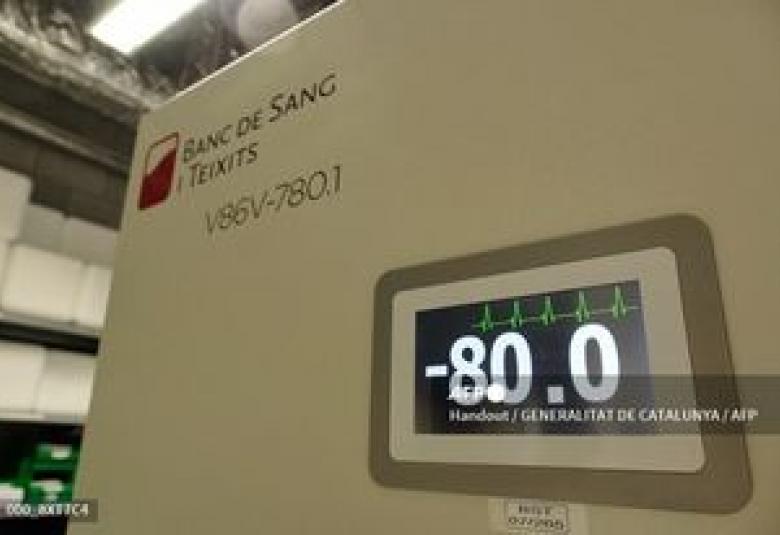 BANC DE SANG
I TEIXITS
V86V-780.1
-80.0
AFP
Handout / GENERALITAT DE CATALUNYA / AFP